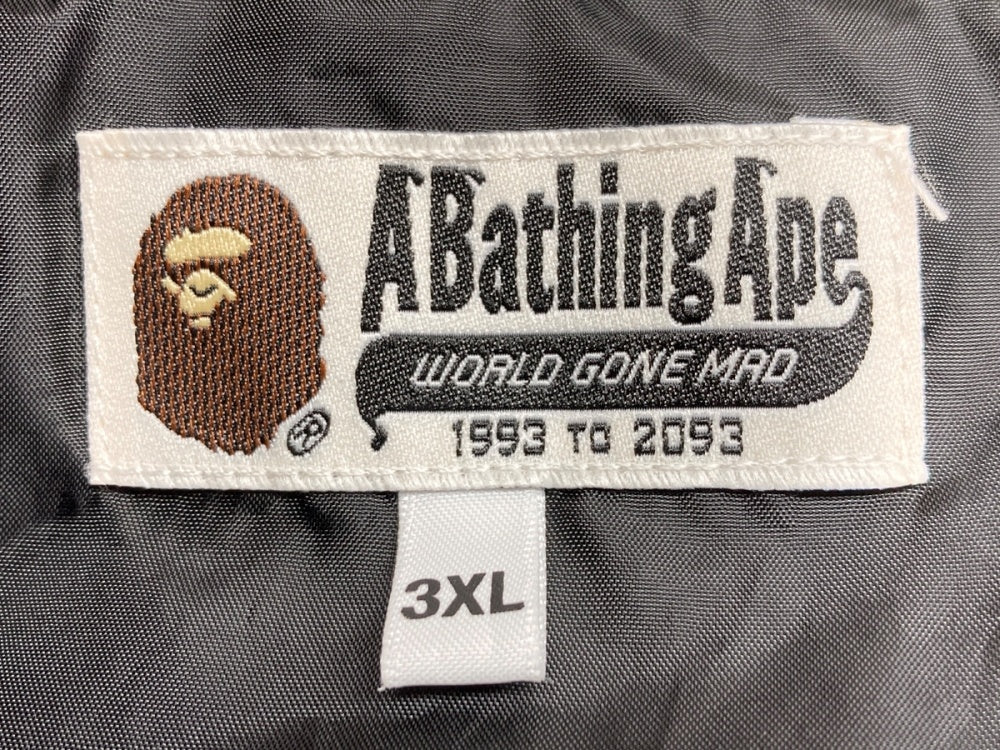 A Bathing Ape
WORLD GONE MAD
®
1993 TO 2093
3XL